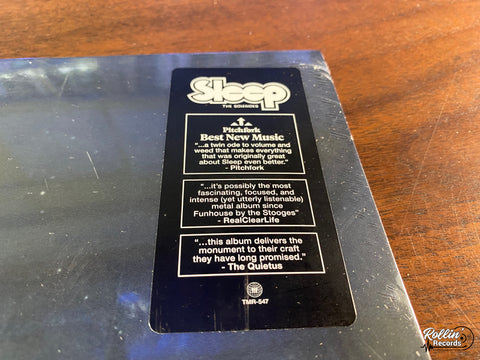 Sleep
THE SCIENCES
Pitchfork
Best New Music
"...a twin ode to volume and
weed that makes everything
that was originally great
about Sleep even better."
- Pitchfork
"...it's possibly the most
fascinating, focused, and
intense (yet utterly listenable)
metal album since
Funhouse by the Stooges"
- RealClearLife
"...this album delivers the
monument to their craft
they have long promised."
- The Quietus
TMR-547
Rollin
Records